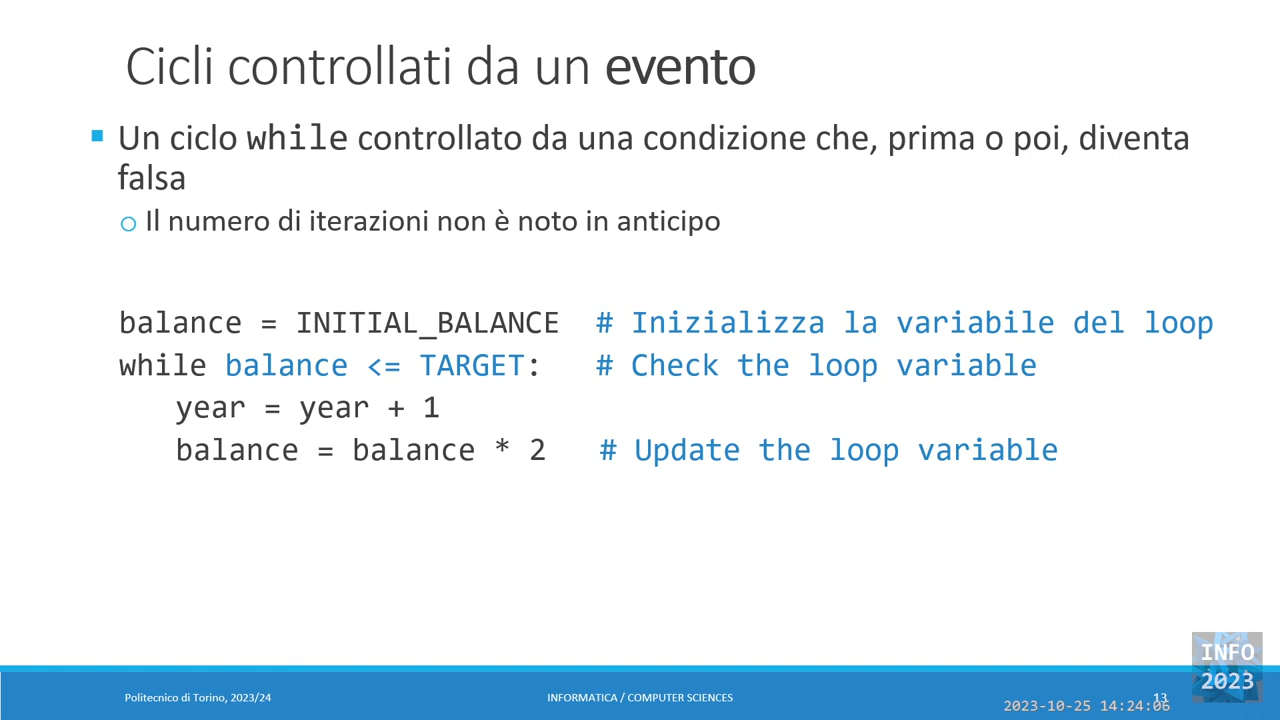 Cicli controllati da un evento
Un ciclo while controllato da una condizione che, prima o poi, diventa
falsa
Il numero di iterazioni non è noto in anticipo
balance = INITIAL_BALANCE # Inizializza la variabile del loop
while balance <= TARGET: # Check the loop variable
year = year + 1
balance = balance * 2 # Update the loop variable
INFO
2023
Politecnico di Torino, 2023/24
INFORMATICA / COMPUTER SCIENCES
13
2023-10-25 14:24:06